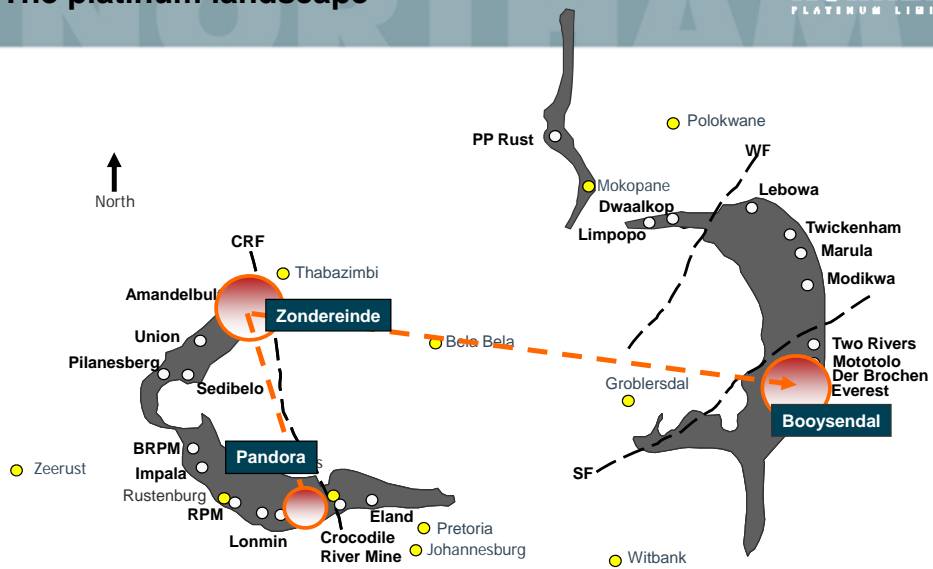 The platinum landscape
NORTHAM
PLATINUM LIMI
Polokwane
PP Rust
WF
Mokopane
Lebowa
North
Dwaalkop
Twickenham
Limpopo
Marula
CRF
Thabazimbi
Modikwa
Amandelbul
Zondereinde
Union
Bela Bela
Two Rivers
Pilanesberg
Mototolo
Sedibelo
Der Brochen
Groblersdal
Everest
Booysendal
BRPM
Pandora
s
Zeerust
Impala
SF
Rustenburg
RPM
Eland
Lonmin
Crocodile
River Mine
Pretoria
Johannesburg
Witbank